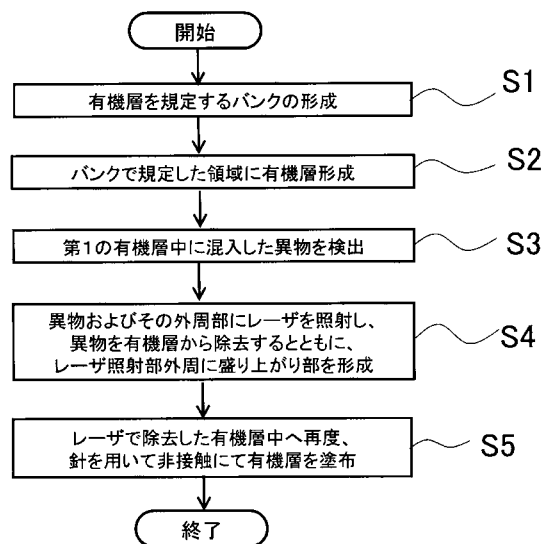 開始
有機層を規定するバンクの形成
S1
バンクで規定した領域に有機層形成
S2
第1の有機層中に混入した異物を検出
S3
異物およびその外周部にレーザを照射し、
異物を有機層から除去するとともに、
レーザ照射部外周に盛り上がり部を形成
S4
レーザで除去した有機層中へ再度、
針を用いて非接触にて有機層を塗布
S5
終了